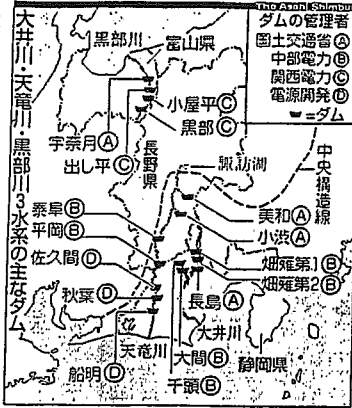 The Asahi Shimbun
大井川・天竜川・黒部川3水系の主なダム
ダムの管理者
国土交通省Ⓐ
中部電力Ⓑ
関西電力Ⓒ
電源開発Ⓓ
=ダム
黒部川
富山県
小屋平Ⓒ
黒部Ⓒ
宇奈月Ⓐ
出し平Ⓒ
長野県
諏訪湖
中央構造線
美和Ⓐ
小渋Ⓐ
泰阜Ⓑ
平岡Ⓑ
佐久間Ⓓ
秋葉Ⓓ
船明Ⓓ
天竜川
畑薙第1Ⓑ
畑薙第2Ⓑ
長島Ⓐ
大井川
大間Ⓑ
千頭Ⓑ
静岡県